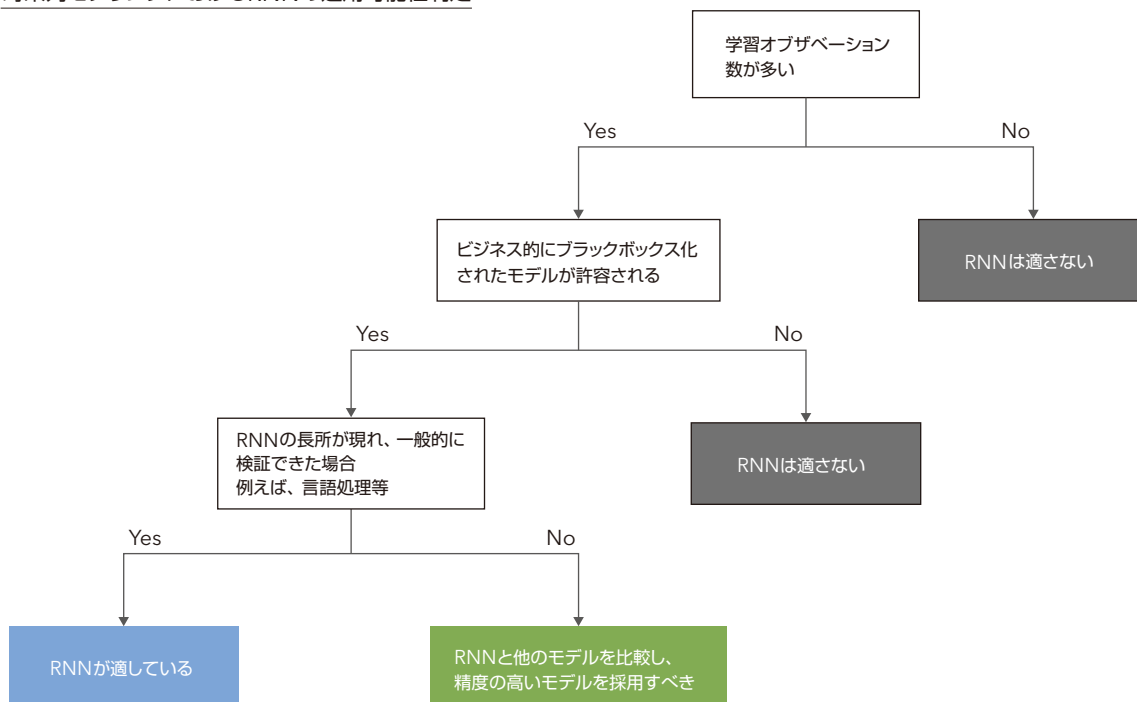 学習オブザベーション
数が多い
Yes
No
ビジネス的にブラックボックス化
されたモデルが許容される
RNNは適さない
Yes
No
RNNの長所が現れ、一般的に
検証できた場合
例えば、言語処理等
RNNは適さない
Yes
No
RNNが適している
RNNと他のモデルを比較し、
精度の高いモデルを採用すべき